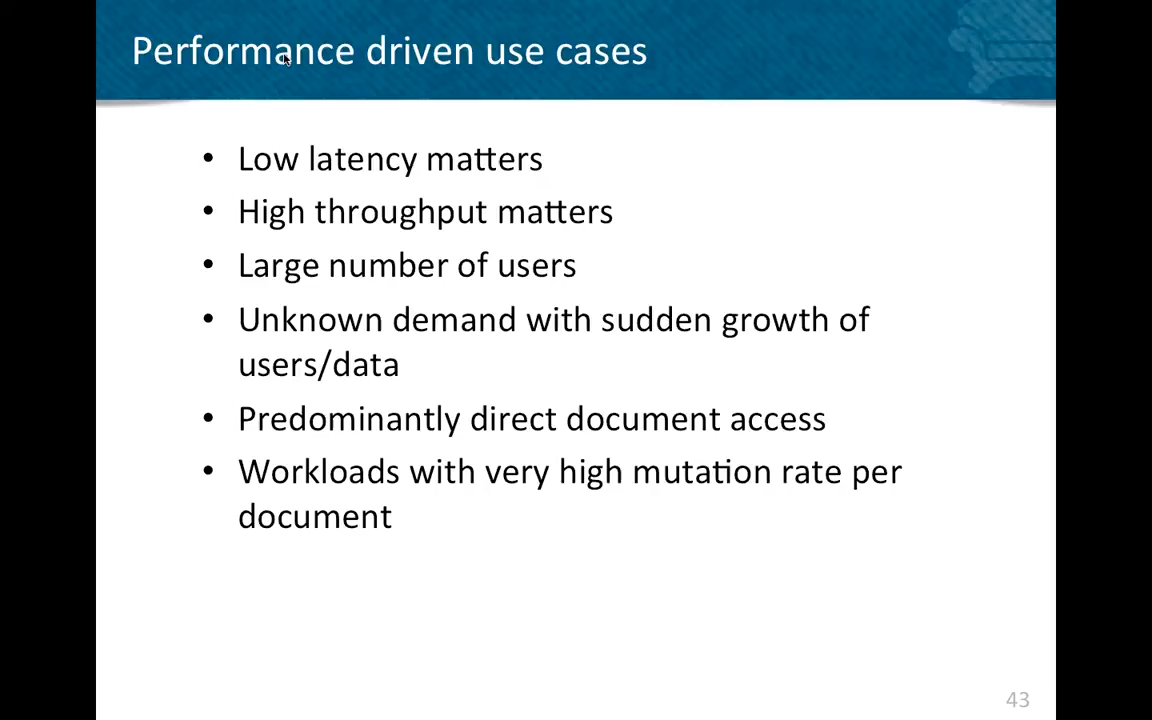 Performance driven use cases
• Low latency matters
• High throughput matters
• Large number of users
• Unknown demand with sudden growth of
users/data
• Predominantly direct document access
• Workloads with very high mutation rate per
document
43